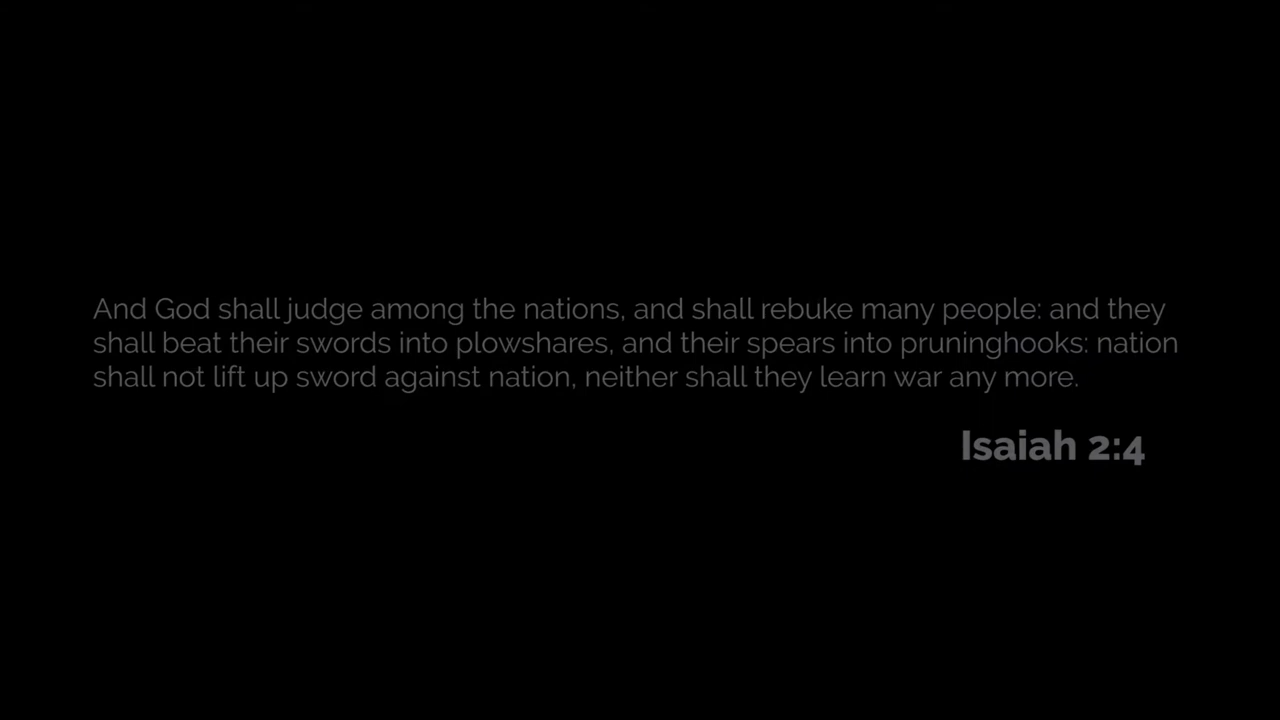 And God shall judge among the nations, and shall rebuke many people: and they
shall beat their swords into plowshares, and their spears into pruninghooks: nation
shall not lift up sword against nation, neither shall they learn war any more.
Isaiah 2:4